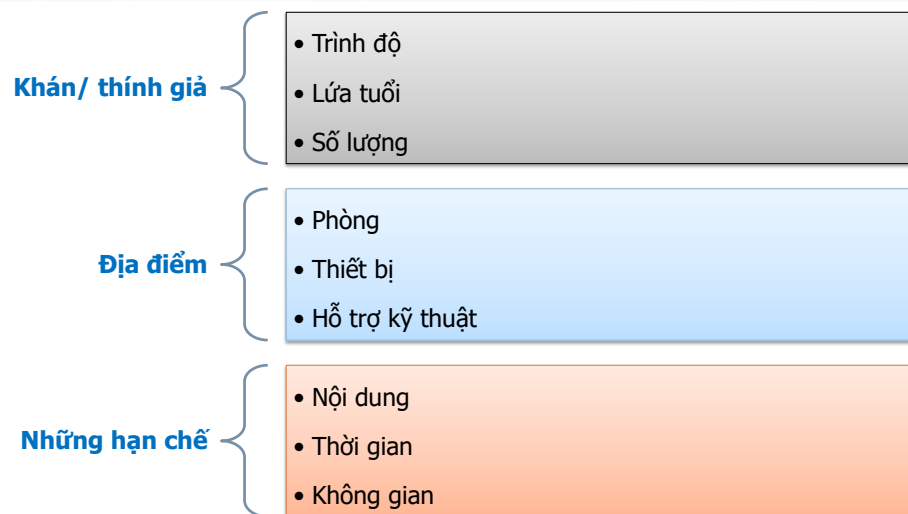 Khán/ thính giả
• Trình độ
• Lứa tuổi
• Số lượng
Địa điểm
• Phòng
• Thiết bị
• Hỗ trợ kỹ thuật
Những hạn chế
• Nội dung
• Thời gian
• Không gian